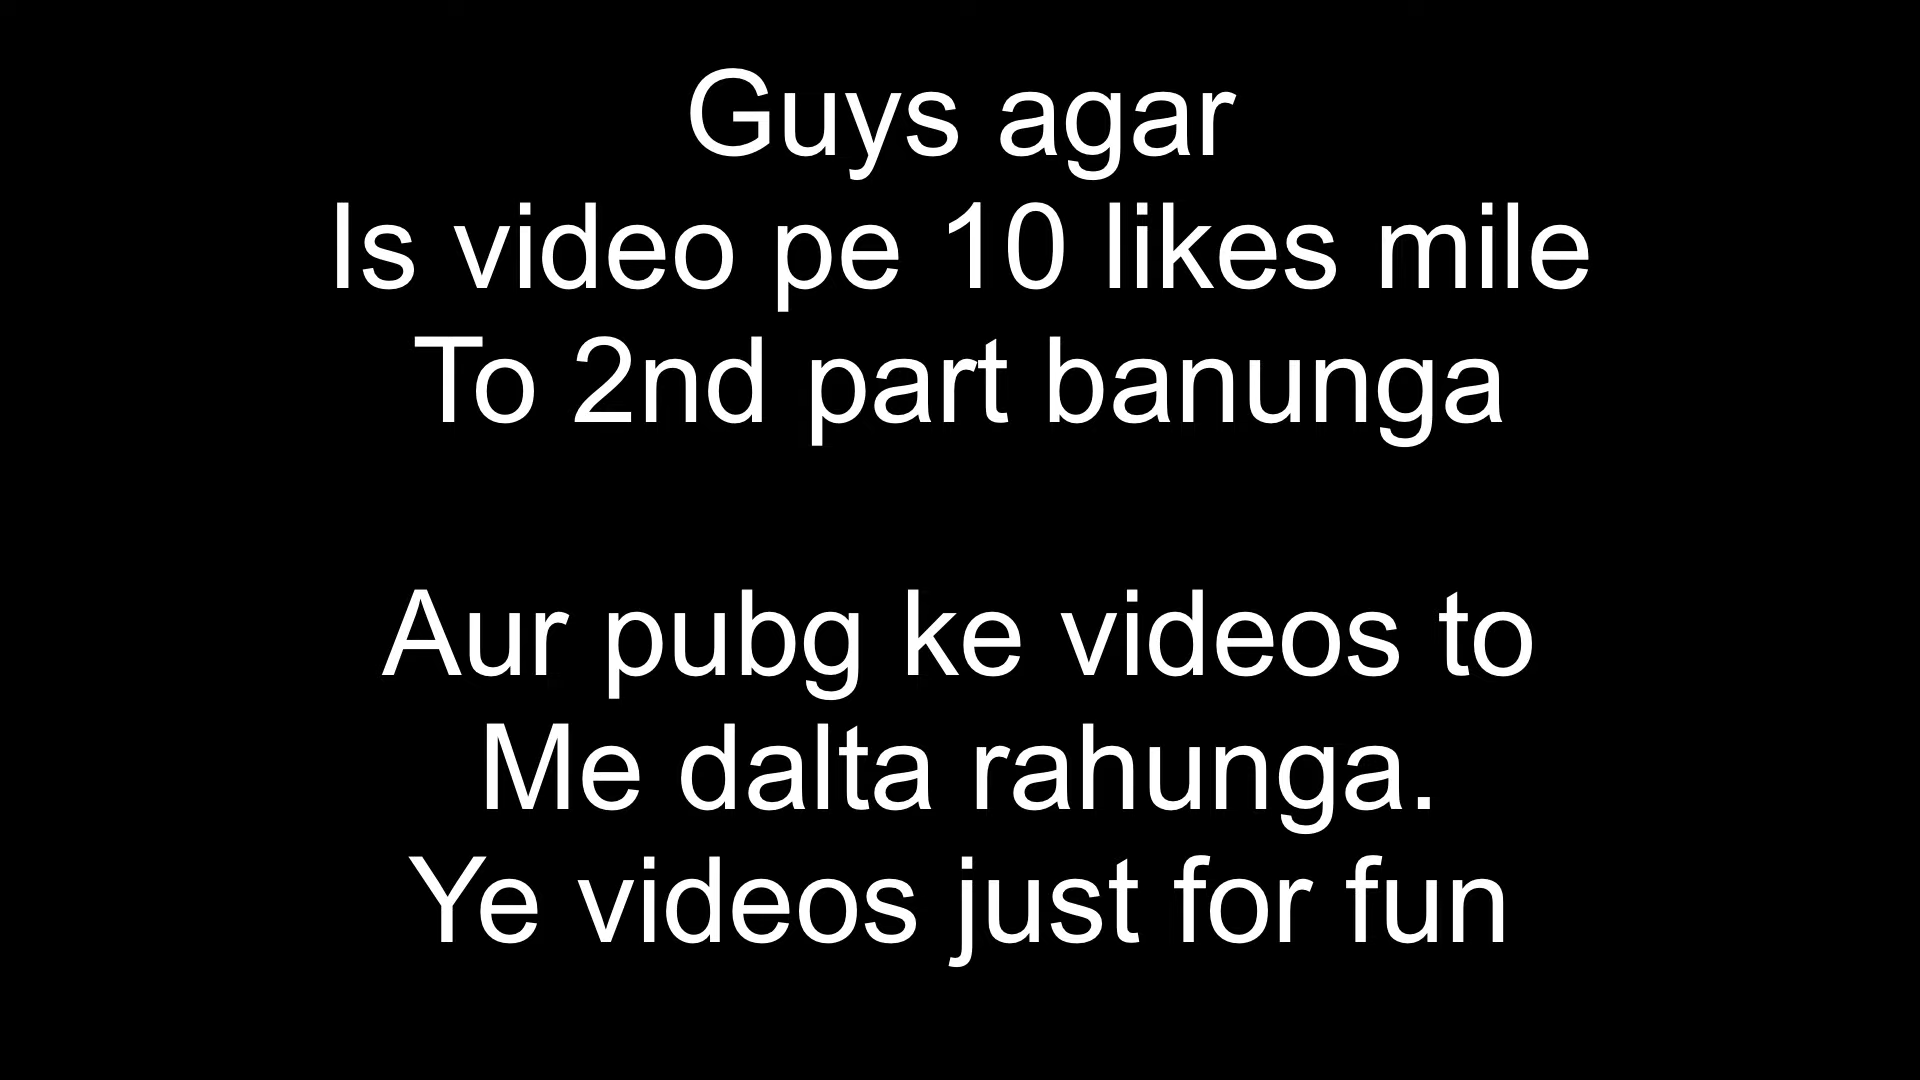 Guys agar
Is video pe 10 likes mile
To 2nd part banunga
Aur pubg ke videos to
Me dalta rahunga.
Ye videos just for fun